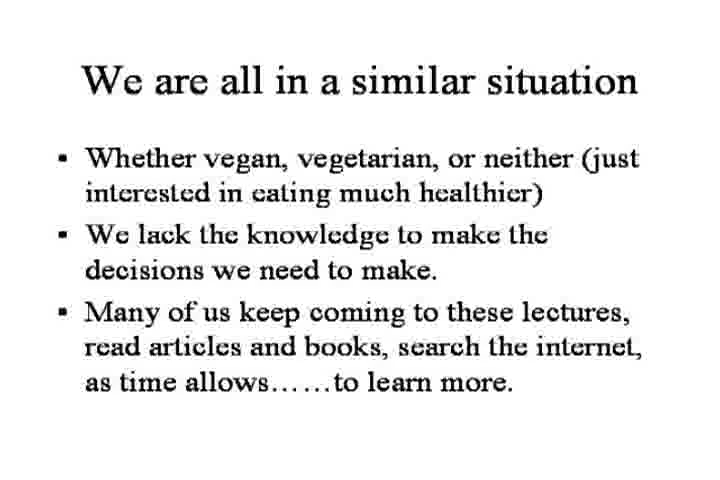 We are all in a similar situation
▪ Whether vegan, vegetarian, or neither (just
interested in eating much healthier)
▪ We lack the knowledge to make the
decisions we need to make.
▪ Many of us keep coming to these lectures,
read articles and books, search the internet,
as time allows……to learn more.